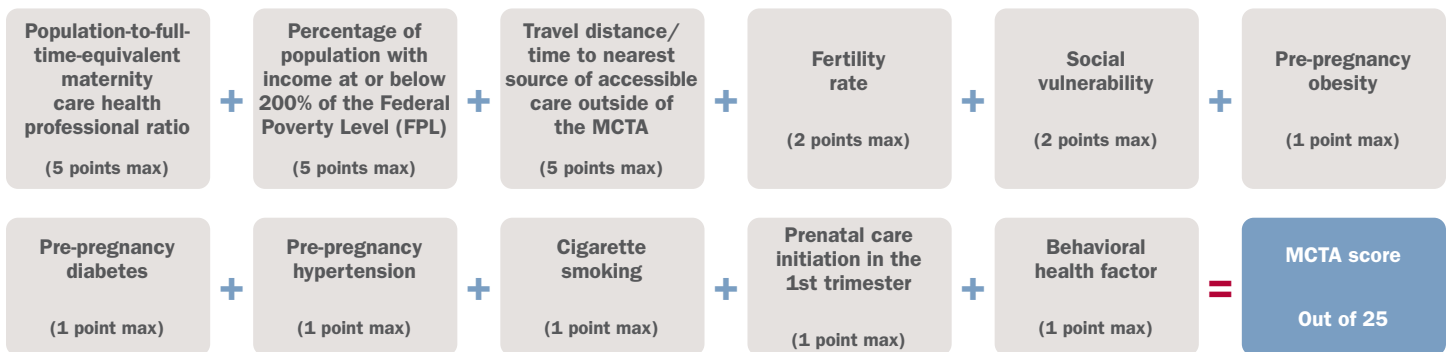 Population-to-full-
time-equivalent
maternity
care health
professional ratio
(5 points max)
+
Percentage of
population with
income at or below
200% of the Federal
Poverty Level (FPL)
(5 points max)
+
Travel distance/
time to nearest
source of accessible
care outside of
the MCTA
(5 points max)
+
Fertility
rate
(2 points max)
+
Social
vulnerability
(2 points max)
+
Pre-pregnancy
obesity
(1 point max)
Pre-pregnancy
diabetes
(1 point max)
+
Pre-pregnancy
hypertension
(1 point max)
+
Cigarette
smoking
(1 point max)
+
Prenatal care
initiation in the
1st trimester
(1 point max)
+
Behavioral
health factor
(1 point max)
=
MCTA score
Out of 25